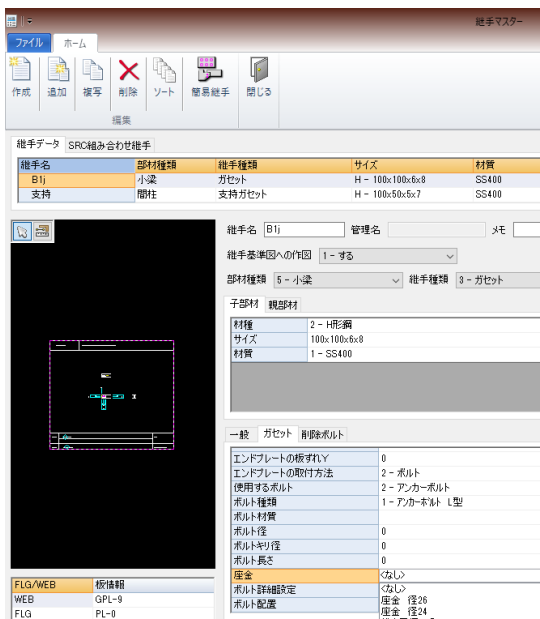 継手マスター
ファイル ホーム
作成 追加 複写 削除 ソート 簡易継手 閉じる
編集
継手データ SRC組み合わせ継手
継手名 部材種類 継手種類 サイズ 材質
B1j 小梁 ガセット H - 100x100x6x8 SS400
支持 間柱 支持ガセット H - 100x50x5x7 SS400
継手名 B1j 管理名 メモ
継手基準図への作図 1 - する
部材種類 5 - 小梁 継手種類 3 - ガセット
子部材 親部材
材種 2 - H形鋼
サイズ 100x100x6x8
材質 1 - SS400
一般 ガセット 削除ボルト
エンドプレートの板ずれY 0
エンドプレートの取付方法 2 - ボルト
使用するボルト 2 - アンカーボルト
ボルト種類 1 - アンカーボルト L型
ボルト材質
ボルト径 0
ボルトキリ径 0
ボルト長さ 0
座金 <なし>
ボルト詳細設定 <なし>
ボルト配置 座金 径26
座金 径24
FLG/WEB 板情報
WEB GPL-9
FLG PL-0